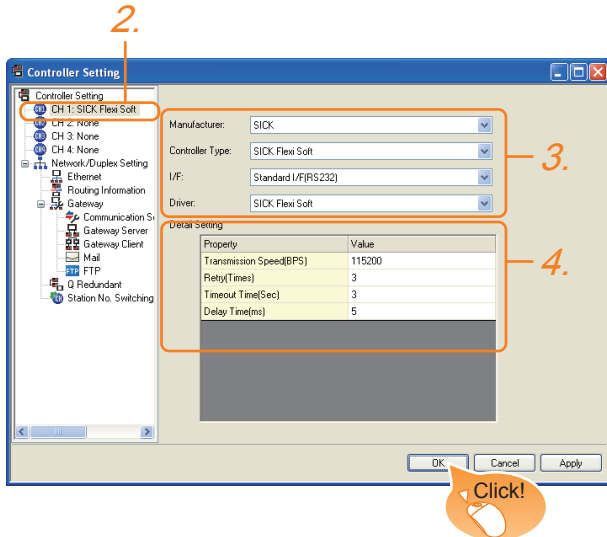 2.
Controller Setting
Controller Setting
CH 1: SICK Flexi Soft
CH 2: None
CH 3: None
CH 4: None
Network/Duplex Setting
Ethernet
Routing Information
Gateway
Communication
Gateway Server
Gateway Client
Mail
FTP FTP
Q Redundant
Station No. Switching
Manufacturer: SICK
Controller Type: SICK Flexi Soft
I/F: Standard I/F(RS232)
Driver: SICK Flexi Soft
3.
Detail Setting
Property Value
Transmission Speed(BPS) 115200
Retry(Times) 3
Timeout Time(Sec) 3
Delay Time(ms) 5
4.
OK Cancel Apply
Click!